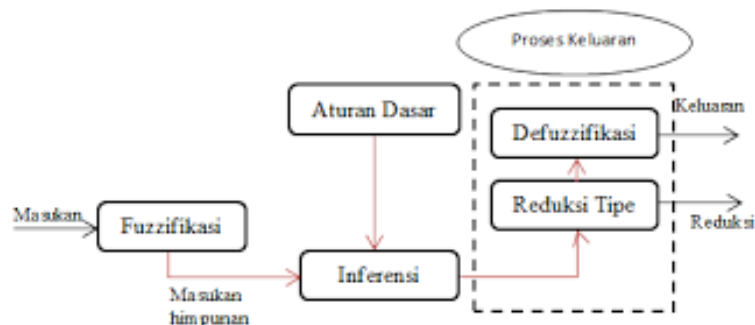 Proses Keluaran
Aturan Dasar
Keluaran
Defuzzifikasi
Masukan
Fuzzifikasi
Reduksi Tipe
Reduksi
Inferensi
Masukan
himpunan